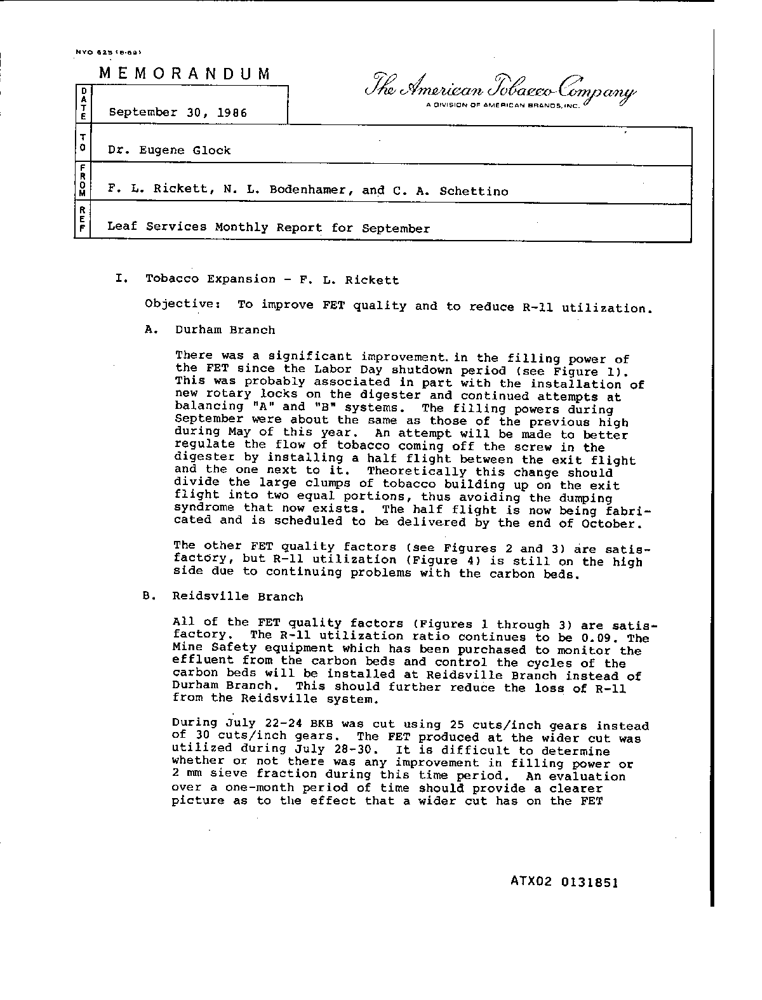 NYO 625 (8-69)
MEMORANDUM
The American Tobacco Company
A DIVISION OF AMERICAN BRANDS, INC.
DATE
September 30, 1986
TO
Dr. Eugene Glock
FROM
F. L. Rickett, N. L. Bodenhamer, and C. A. Schettino
REF
Leaf Services Monthly Report for September
I. Tobacco Expansion - F. L. Rickett
Objective: To improve FET quality and to reduce R-11 utilization.
A. Durham Branch
There was a significant improvement in the filling power of
the FET since the Labor Day shutdown period (see Figure 1).
This was probably associated in part with the installation of
new rotary locks on the digester and continued attempts at
balancing "A" and "B" systems. The filling powers during
September were about the same as those of the previous high
during May of this year. An attempt will be made to better
regulate the flow of tobacco coming off the screw in the
digester by installing a half flight between the exit flight
and the one next to it. Theoretically this change should
divide the large clumps of tobacco building up on the exit
flight into two equal portions, thus avoiding the dumping
syndrome that now exists. The half flight is now being fabri-
cated and is scheduled to be delivered by the end of October.
The other FET quality factors (see Figures 2 and 3) are satis-
factory, but R-11 utilization (Figure 4) is still on the high
side due to continuing problems with the carbon beds.
B. Reidsville Branch
All of the FET quality factors (Figures 1 through 3) are satis-
factory. The R-11 utilization ratio continues to be 0.09. The
Mine Safety equipment which has been purchased to monitor the
effluent from the carbon beds and control the cycles of the
carbon beds will be installed at Reidsville Branch instead of
Durham Branch. This should further reduce the loss of R-11
from the Reidsville system.
During July 22-24 BKB was cut using 25 cuts/inch gears instead
of 30 cuts/inch gears. The FET produced at the wider cut was
utilized during July 28-30. It is difficult to determine
whether or not there was any improvement in filling power or
2 mm sieve fraction during this time period. An evaluation
over a one-month period of time should provide a clearer
picture as to the effect that a wider cut has on the FET
ATX02 0131851